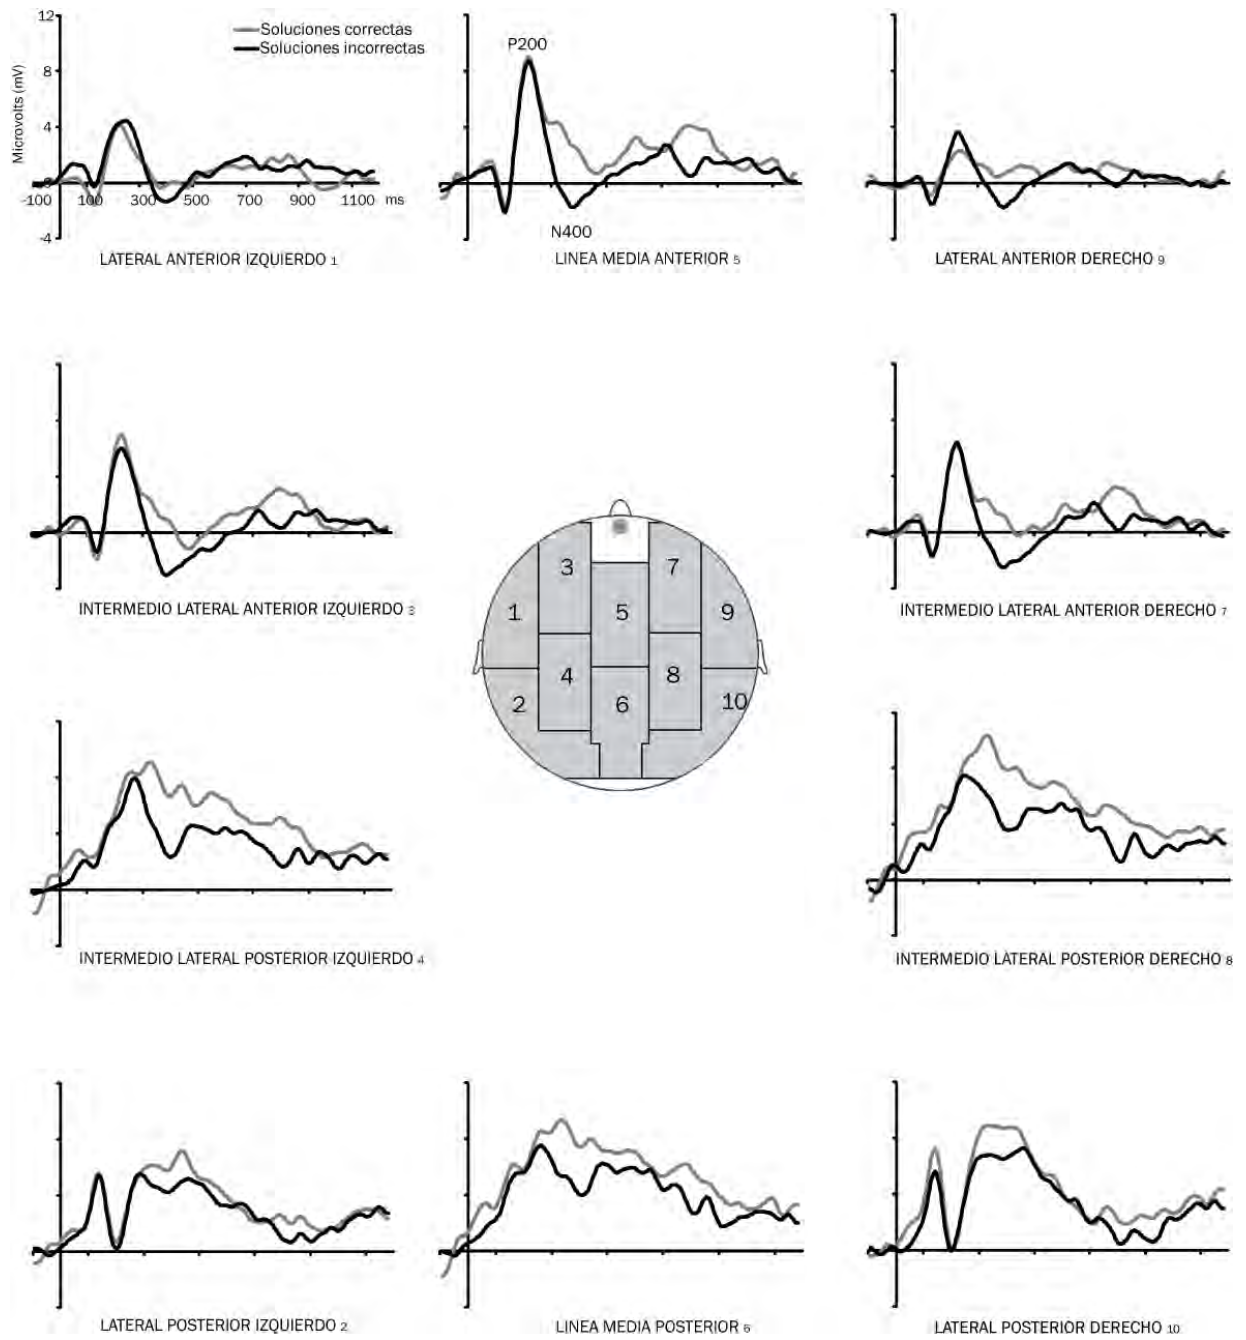 12
Soluciones correctas
Soluciones incorrectas
P200
8
Microvolts (mV)
4
0
-100 100 300 500 700 900 1100 ms
-4
N400
LATERAL ANTERIOR IZQUIERDO 1
LINEA MEDIA ANTERIOR 5
LATERAL ANTERIOR DERECHO 9
INTERMEDIO LATERAL ANTERIOR IZQUIERDO 3
INTERMEDIO LATERAL ANTERIOR DERECHO 7
3 7
1 5 9
4 8
2 6 10
INTERMEDIO LATERAL POSTERIOR IZQUIERDO 4
INTERMEDIO LATERAL POSTERIOR DERECHO 8
LATERAL POSTERIOR IZQUIERDO 2
LINEA MEDIA POSTERIOR 6
LATERAL POSTERIOR DERECHO 10